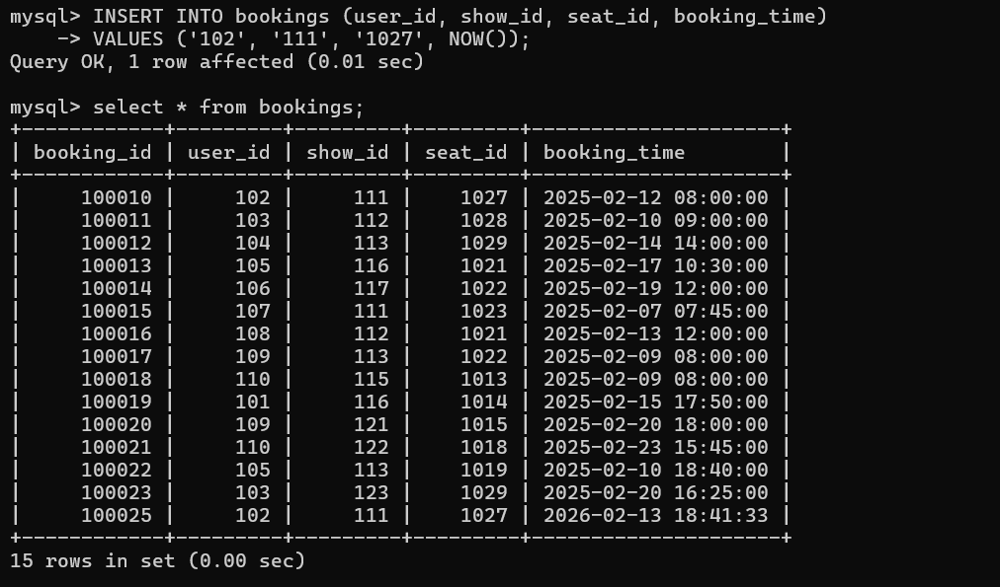 mysql> INSERT INTO bookings (user_id, show_id, seat_id, booking_time)
    -> VALUES ('102', '111', '1027', NOW());
Query OK, 1 row affected (0.01 sec)

mysql> select * from bookings;
+------------+---------+---------+---------+---------------------+
| booking_id | user_id | show_id | seat_id | booking_time        |
+------------+---------+---------+---------+---------------------+
|     100010 |     102 |     111 |    1027 | 2025-02-12 08:00:00 |
|     100011 |     103 |     112 |    1028 | 2025-02-10 09:00:00 |
|     100012 |     104 |     113 |    1029 | 2025-02-14 14:00:00 |
|     100013 |     105 |     116 |    1021 | 2025-02-17 10:30:00 |
|     100014 |     106 |     117 |    1022 | 2025-02-19 12:00:00 |
|     100015 |     107 |     111 |    1023 | 2025-02-07 07:45:00 |
|     100016 |     108 |     112 |    1021 | 2025-02-13 12:00:00 |
|     100017 |     109 |     113 |    1022 | 2025-02-09 08:00:00 |
|     100018 |     110 |     115 |    1013 | 2025-02-09 08:00:00 |
|     100019 |     101 |     116 |    1014 | 2025-02-15 17:50:00 |
|     100020 |     109 |     121 |    1015 | 2025-02-20 18:00:00 |
|     100021 |     110 |     122 |    1018 | 2025-02-23 15:45:00 |
|     100022 |     105 |     113 |    1019 | 2025-02-10 18:40:00 |
|     100023 |     103 |     123 |    1029 | 2025-02-20 16:25:00 |
|     100025 |     102 |     111 |    1027 | 2026-02-13 18:41:33 |
+------------+---------+---------+---------+---------------------+
15 rows in set (0.00 sec)